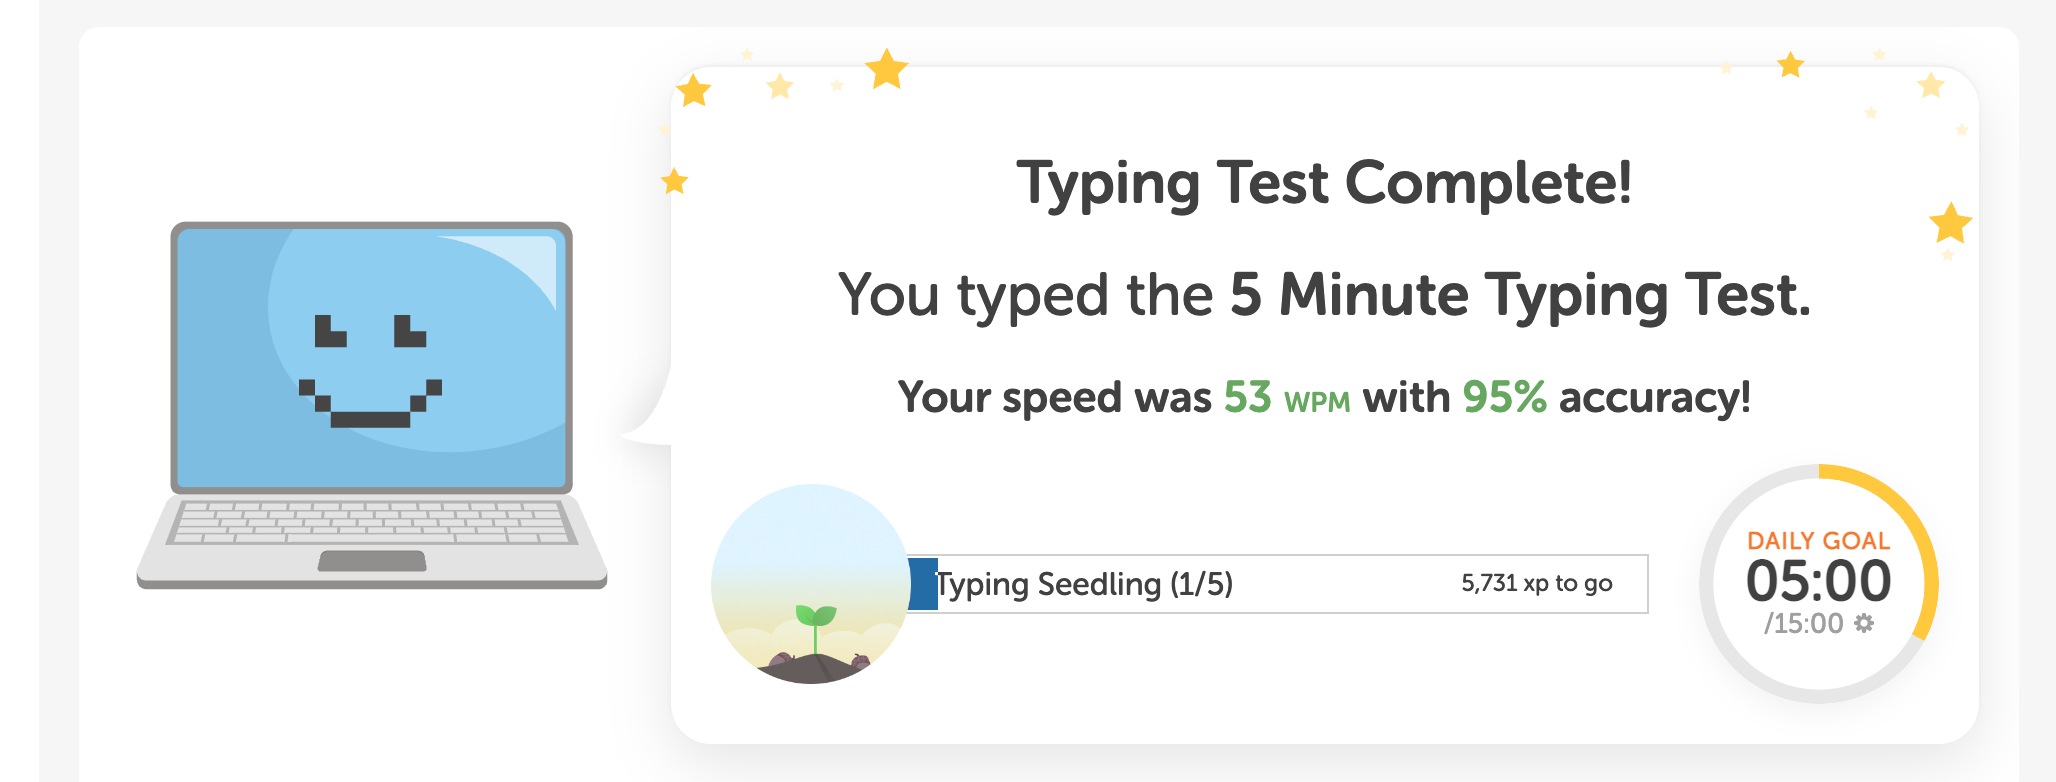 Typing Test Complete!
You typed the 5 Minute Typing Test.
Your speed was 53 WPM with 95% accuracy!
Typing Seedling (1/5) 5,731 xp to go
DAILY GOAL
05:00
/15:00